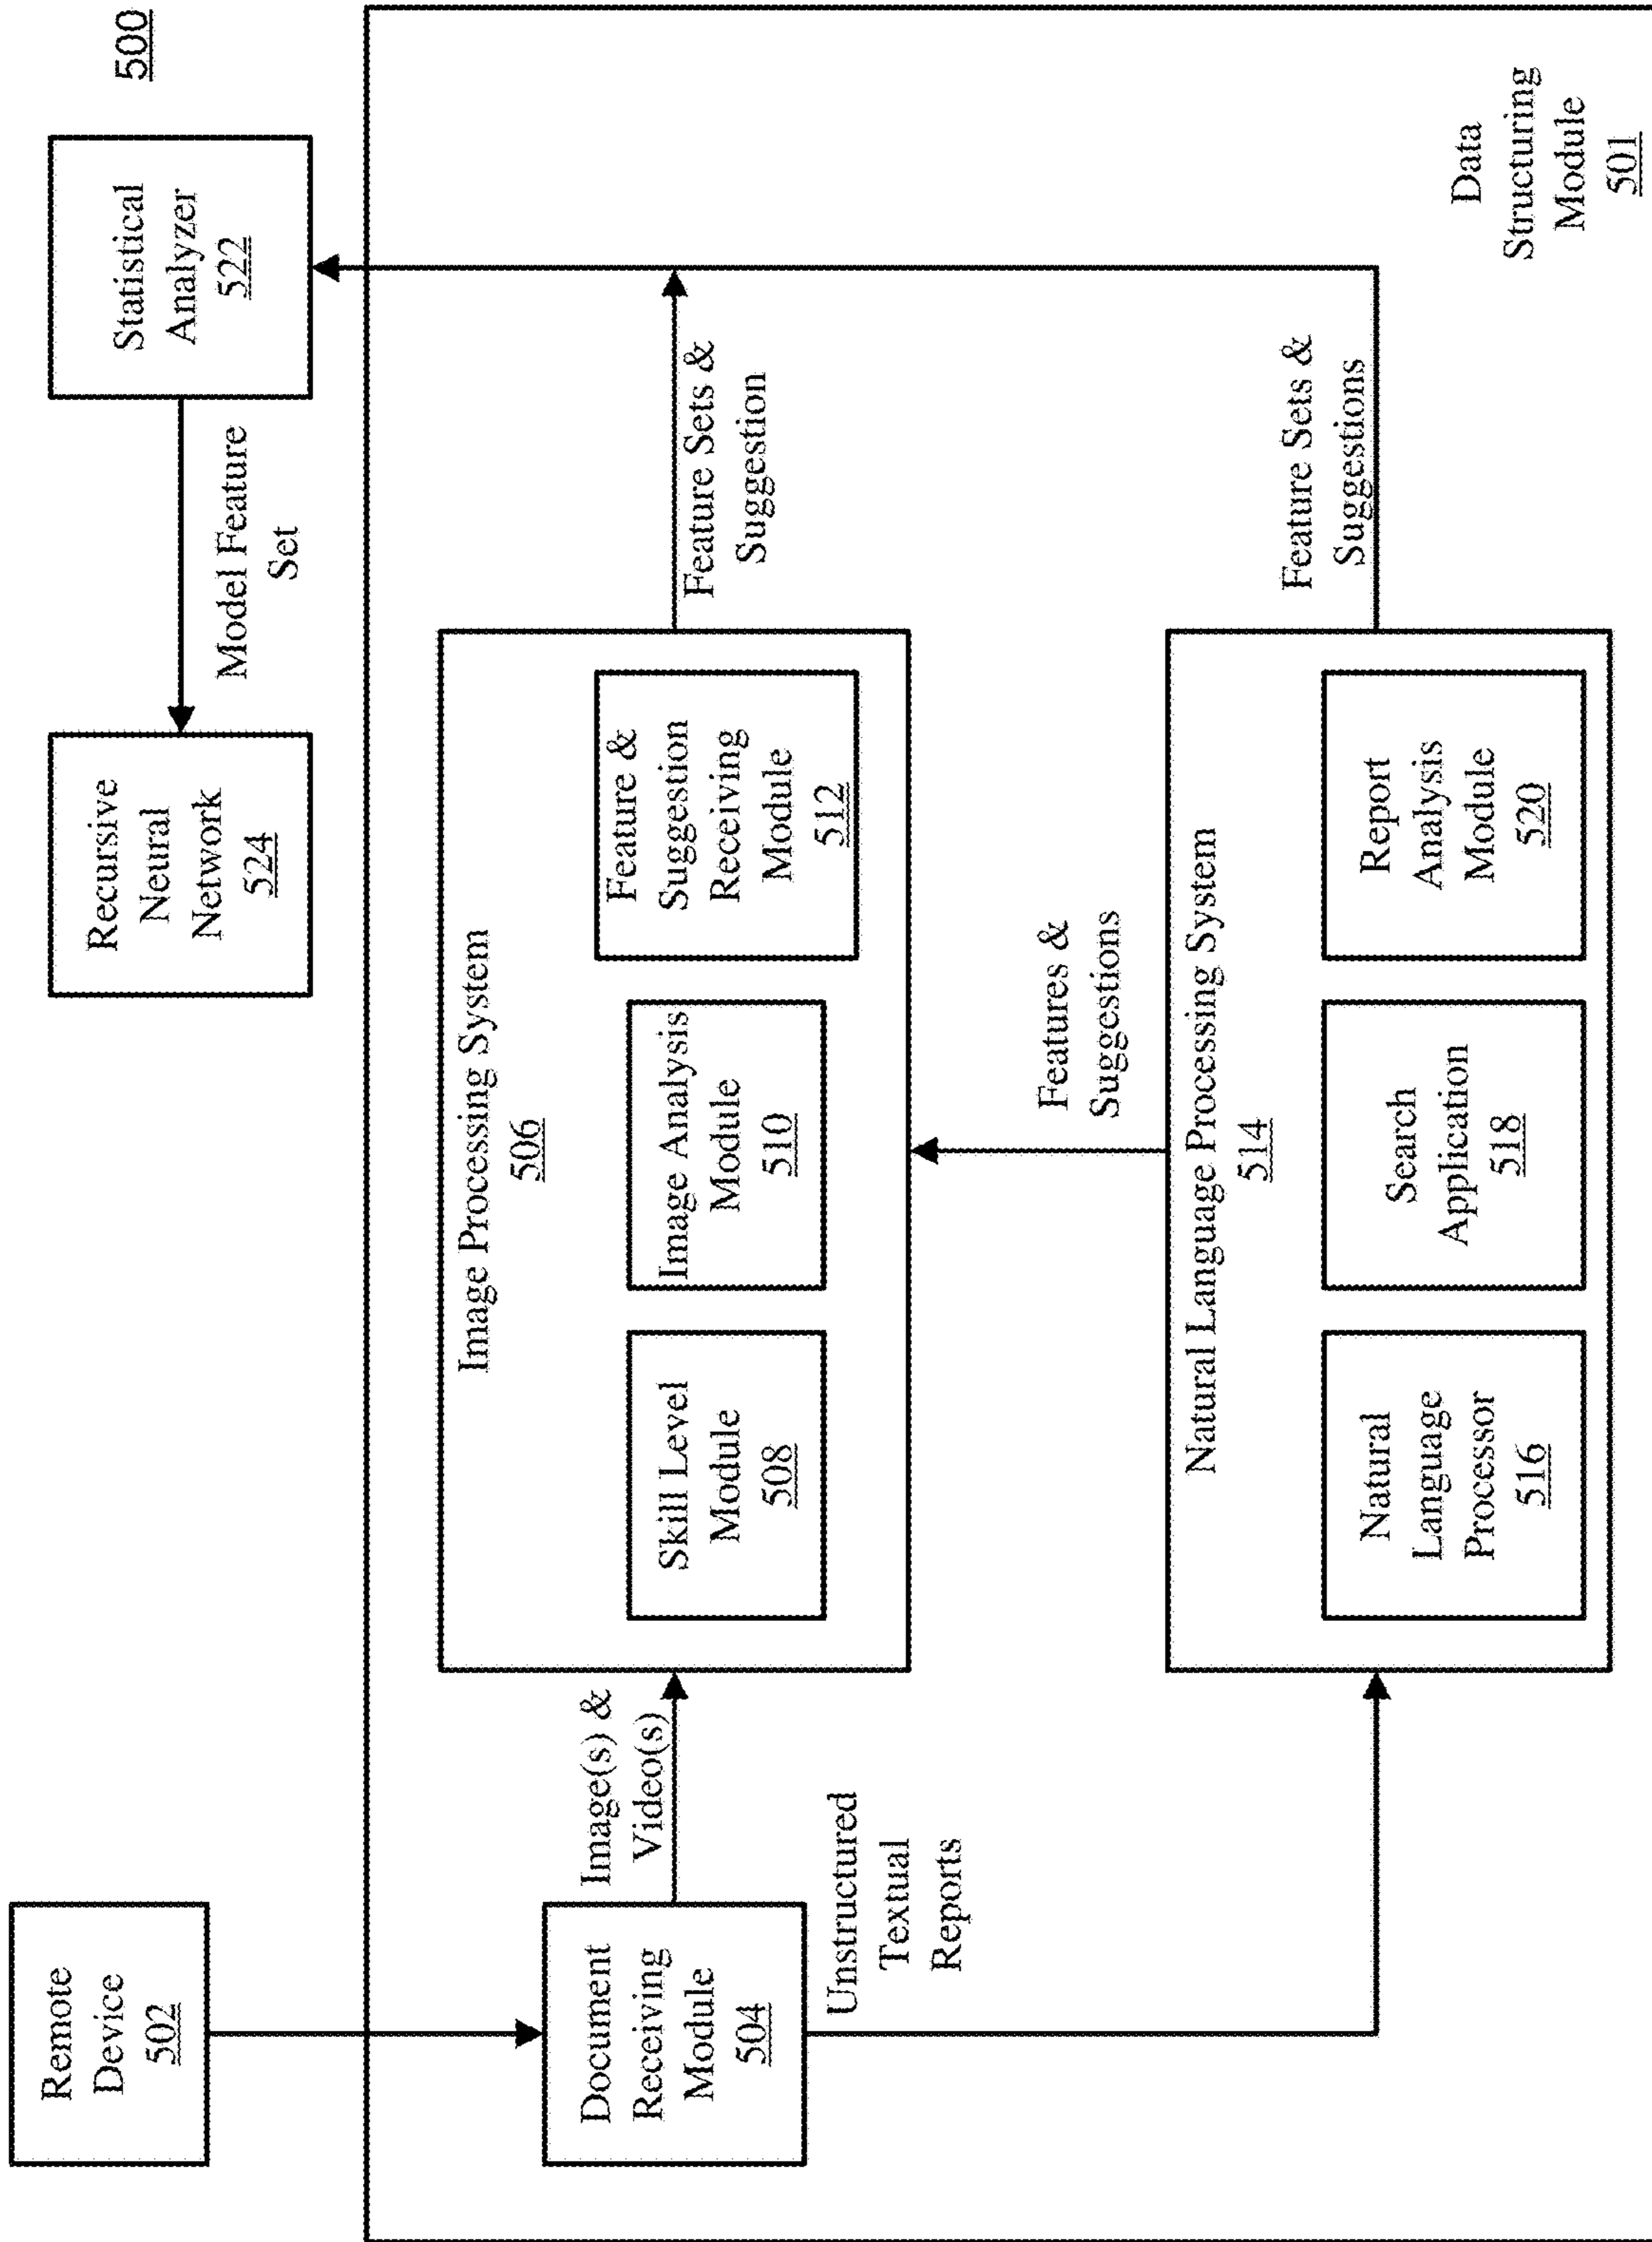 500
Remote
Device
502
Recursive
Neural
Network
524
Model Feature
Set
Statistical
Analyzer
522
Document
Receiving
Module
504
Image(s) &
Video(s)
Unstructured
Textual
Reports
Image Processing System
506
Skill Level
Module
508
Image Analysis
Module
510
Feature &
Suggestion
Receiving
Module
512
Feature Sets &
Suggestion
Features &
Suggestions
Natural Language Processing System
514
Natural
Language
Processor
516
Search
Application
518
Report
Analysis
Module
520
Feature Sets &
Suggestions
Data
Structuring
Module
501